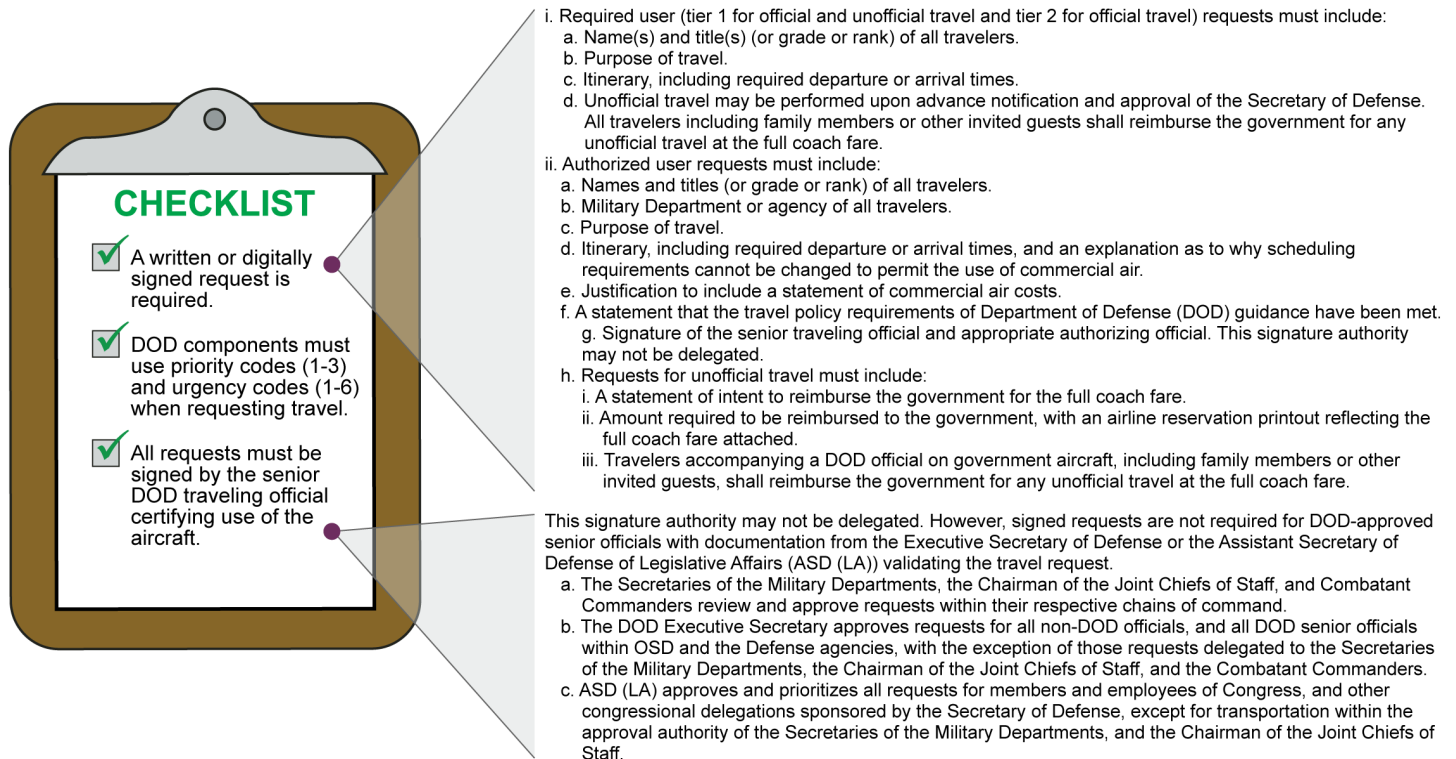 CHECKLIST
A written or digitally
signed request is
required.
DOD components must
use priority codes (1-3)
and urgency codes (1-6)
when requesting travel.
All requests must be
signed by the senior
DOD traveling official
certifying use of the
aircraft.
i. Required user (tier 1 for official and unofficial travel and tier 2 for official travel) requests must include:
a. Name(s) and title(s) (or grade or rank) of all travelers.
b. Purpose of travel.
c. Itinerary, including required departure or arrival times.
d. Unofficial travel may be performed upon advance notification and approval of the Secretary of Defense.
All travelers including family members or other invited guests shall reimburse the government for any
unofficial travel at the full coach fare.
ii. Authorized user requests must include:
a. Names and titles (or grade or rank) of all travelers.
b. Military Department or agency of all travelers.
c. Purpose of travel.
d. Itinerary, including required departure or arrival times, and an explanation as to why scheduling
requirements cannot be changed to permit the use of commercial air.
e. Justification to include a statement of commercial air costs.
f. A statement that the travel policy requirements of Department of Defense (DOD) guidance have been met.
g. Signature of the senior traveling official and appropriate authorizing official. This signature authority
may not be delegated.
h. Requests for unofficial travel must include:
i. A statement of intent to reimburse the government for the full coach fare.
ii. Amount required to be reimbursed to the government, with an airline reservation printout reflecting the
full coach fare attached.
iii. Travelers accompanying a DOD official on government aircraft, including family members or other
invited guests, shall reimburse the government for any unofficial travel at the full coach fare.
This signature authority may not be delegated. However, signed requests are not required for DOD-approved
senior officials with documentation from the Executive Secretary of Defense or the Assistant Secretary of
Defense of Legislative Affairs (ASD (LA)) validating the travel request.
a. The Secretaries of the Military Departments, the Chairman of the Joint Chiefs of Staff, and Combatant
Commanders review and approve requests within their respective chains of command.
b. The DOD Executive Secretary approves requests for all non-DOD officials, and all DOD senior officials
within OSD and the Defense agencies, with the exception of those requests delegated to the Secretaries
of the Military Departments, the Chairman of the Joint Chiefs of Staff, and the Combatant Commanders.
c. ASD (LA) approves and prioritizes all requests for members and employees of Congress, and other
congressional delegations sponsored by the Secretary of Defense, except for transportation within the
approval authority of the Secretaries of the Military Departments, and the Chairman of the Joint Chiefs of
Staff.